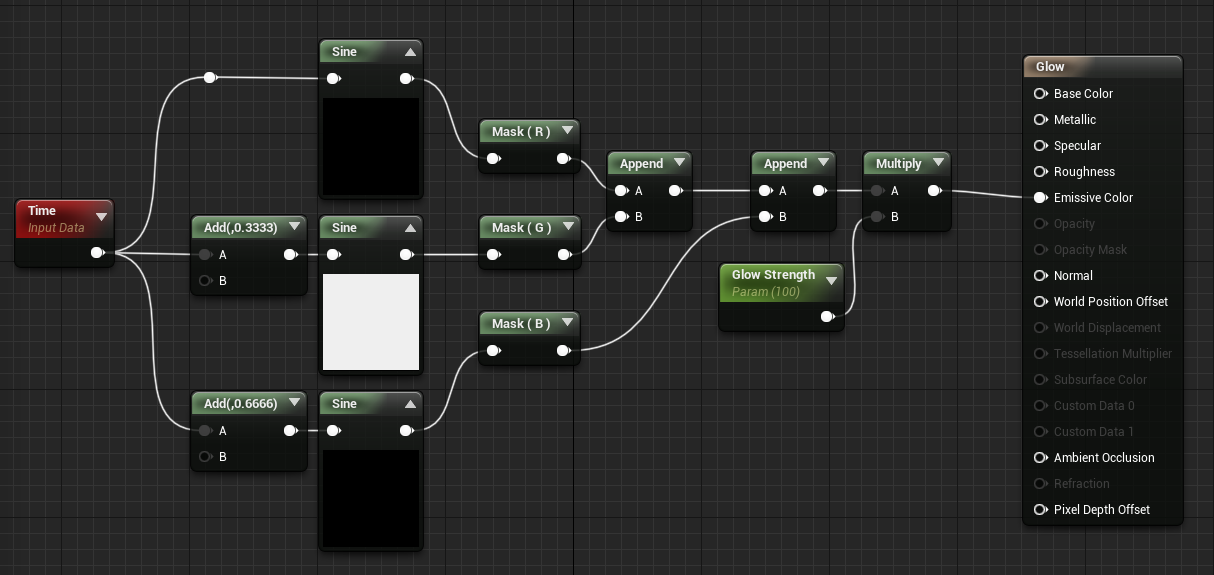 Time
Input Data
Add(,0.3333)
A
B
Add(,0.6666)
A
B
Sine
Sine
Sine
Mask ( R )
Mask ( G )
Mask ( B )
Append
A
B
Append
A
B
Glow Strength
Param (100)
Multiply
A
B
Glow
Base Color
Metallic
Specular
Roughness
Emissive Color
Opacity
Opacity Mask
Normal
World Position Offset
World Displacement
Tessellation Multiplier
Subsurface Color
Custom Data 0
Custom Data 1
Ambient Occlusion
Refraction
Pixel Depth Offset